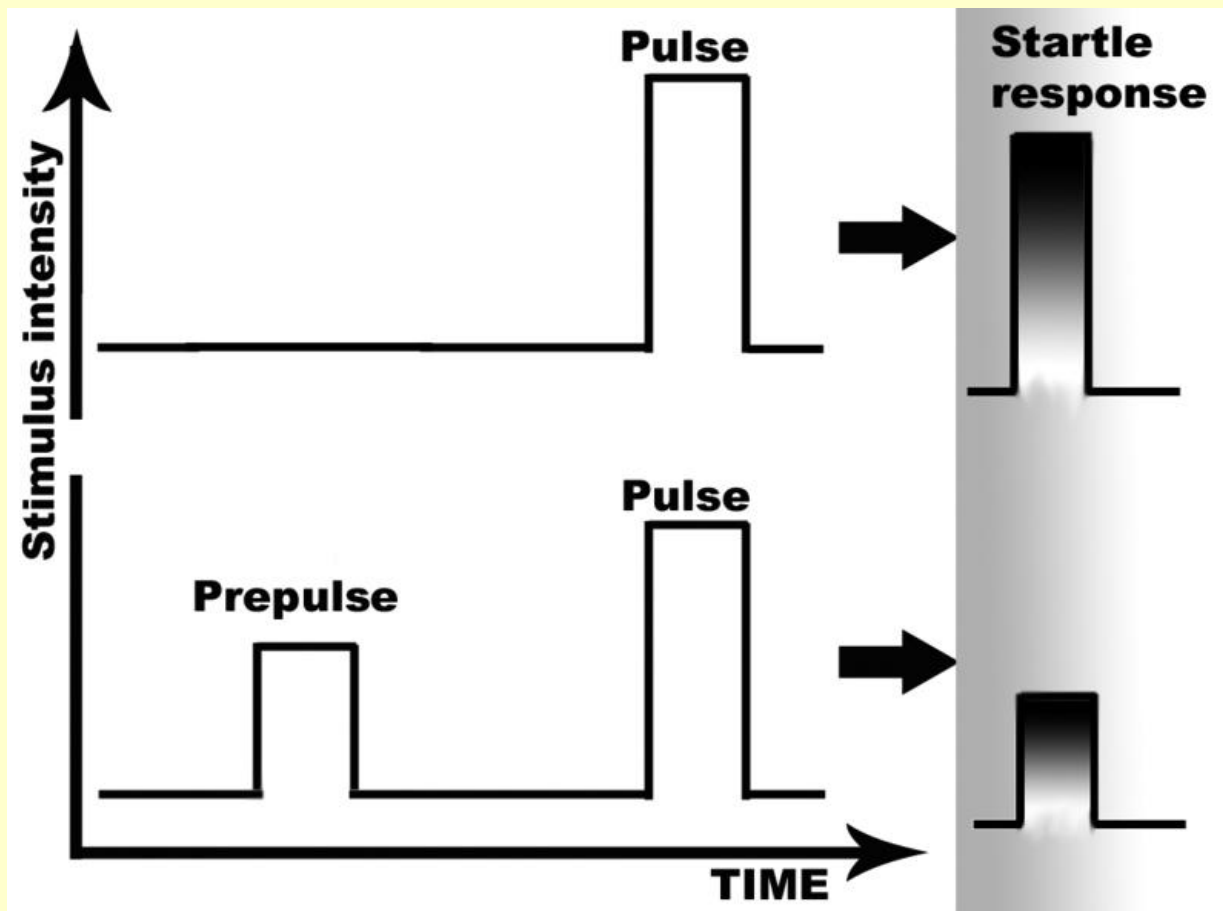 Stimulus intensity
Pulse
Startle
response
Prepulse
Pulse
TIME